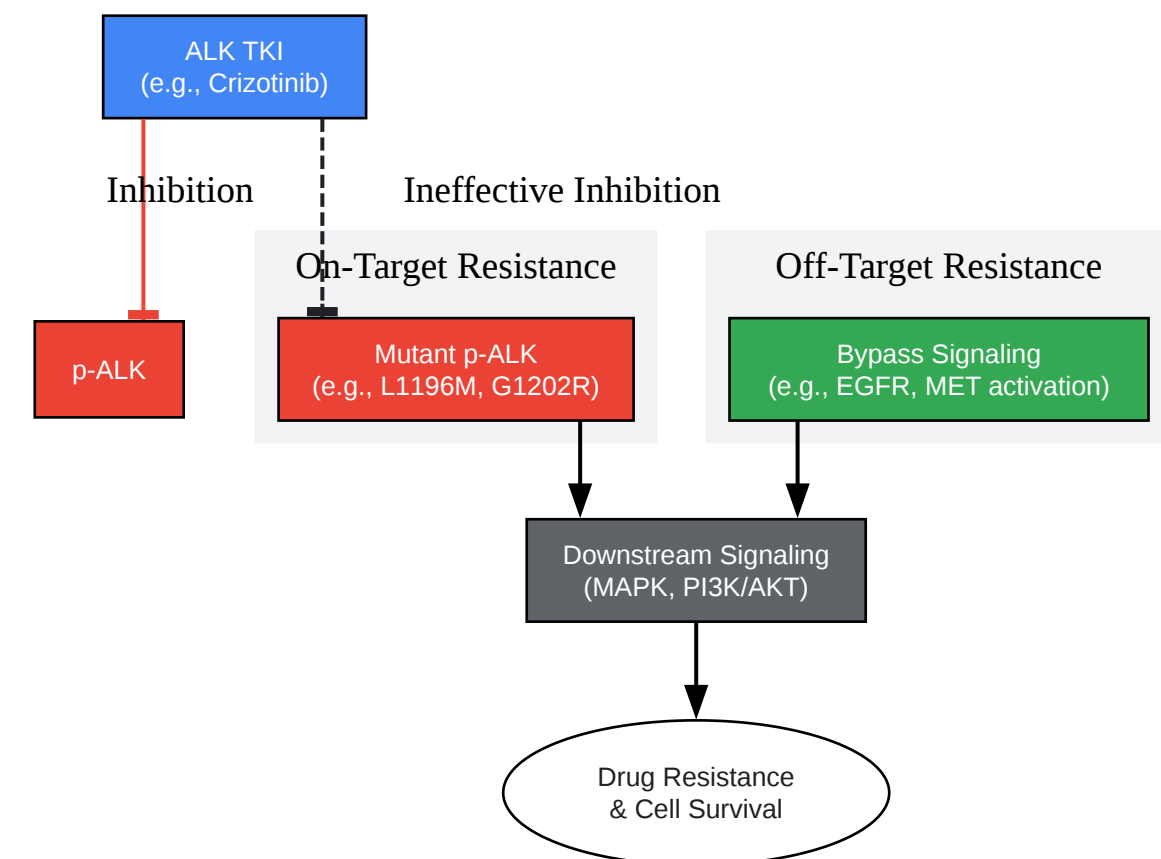 ALK TKI
(e.g., Crizotinib)
Inhibition
Ineffective Inhibition
On-Target Resistance
Off-Target Resistance
p-ALK
Mutant p-ALK
(e.g., L1196M, G1202R)
Bypass Signaling
(e.g., EGFR, MET activation)
Downstream Signaling
(MAPK, PI3K/AKT)
Drug Resistance
& Cell Survival